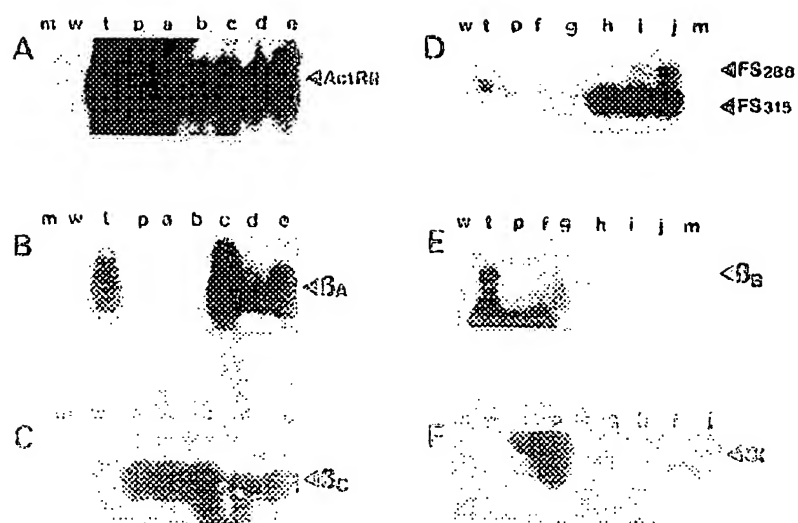 m w t p a b c d e
A
ActRII
w t p f g h i j m
D
FS288
FS315
m w t p a b c d e
B
βA
w t p f g h i j m
E
βB
C
βC
F